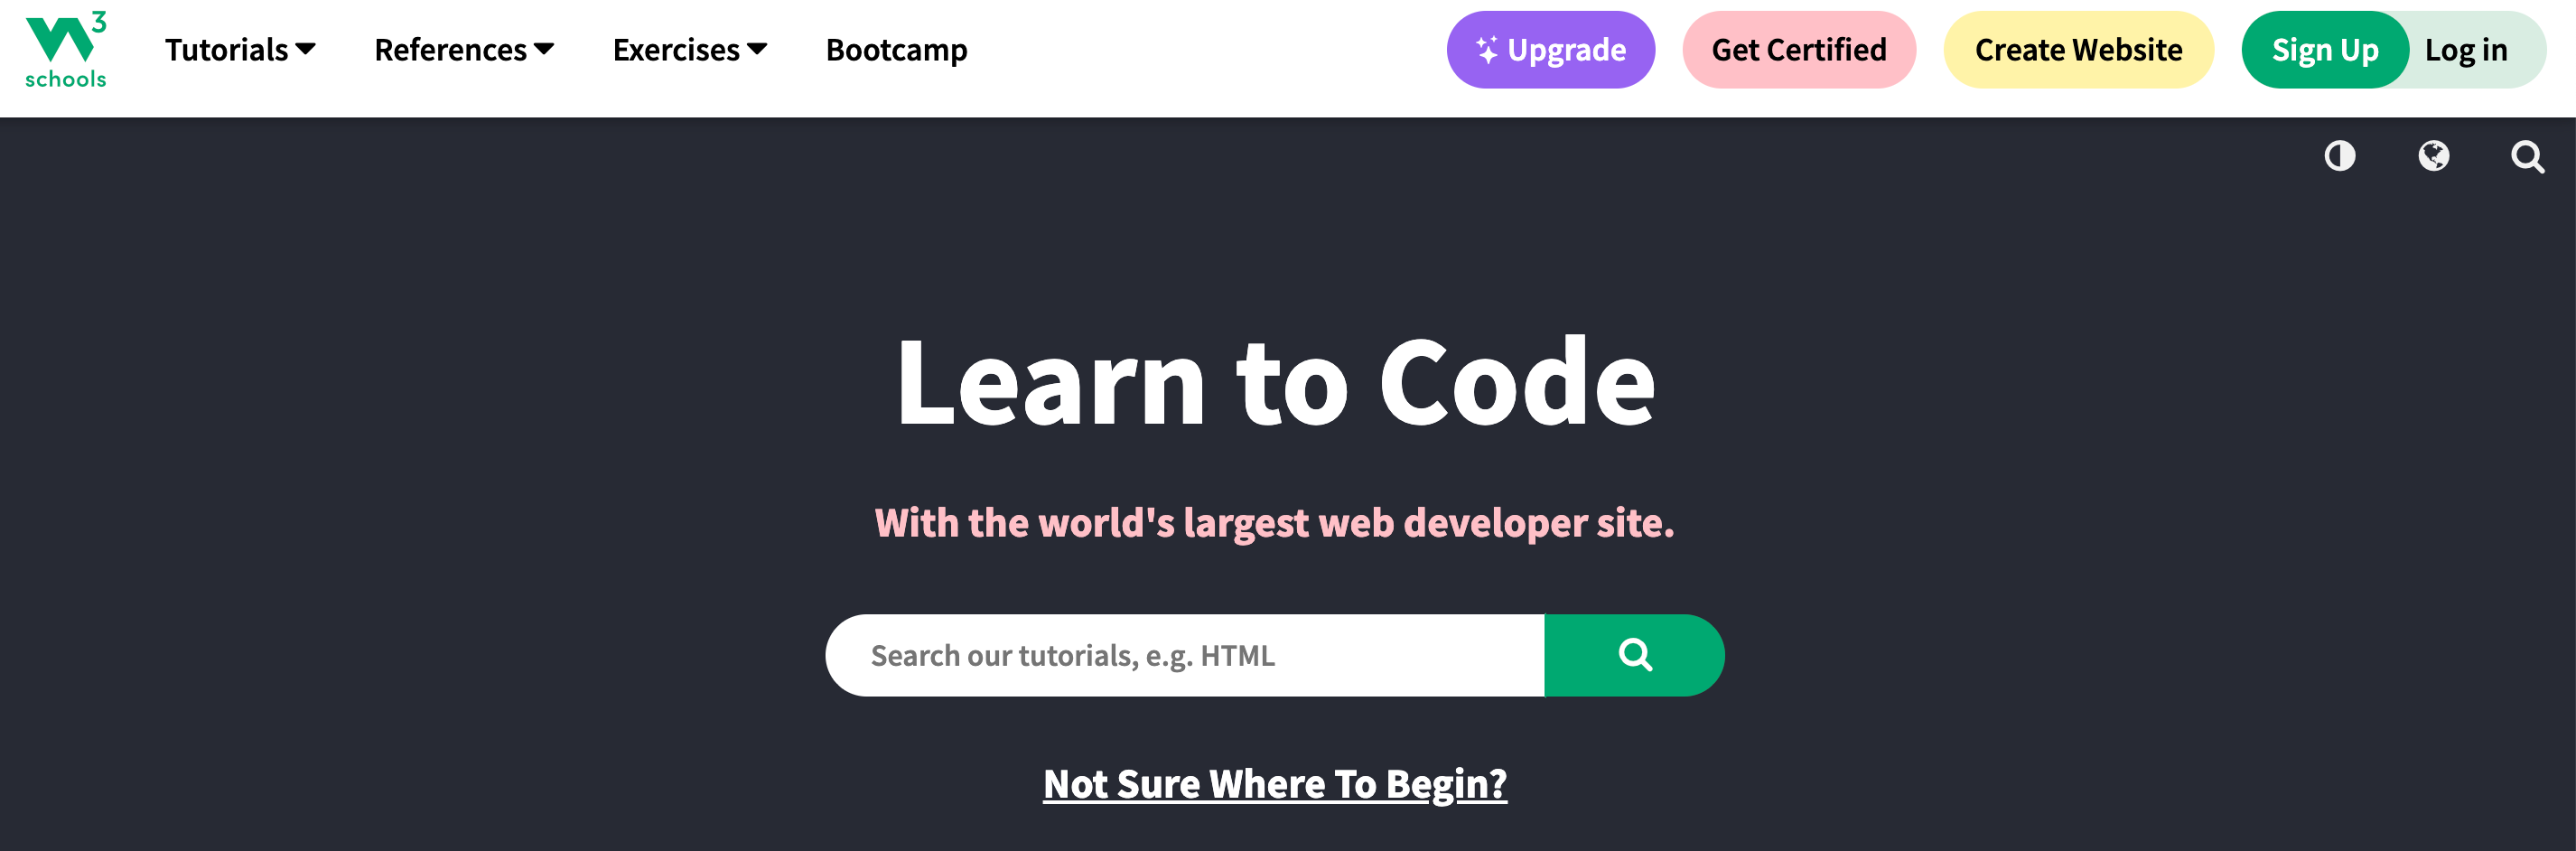 W3 schools
Tutorials References Exercises Bootcamp Upgrade Get Certified Create Website Sign Up Log in
Learn to Code
With the world's largest web developer site.
Search our tutorials, e.g. HTML
Not Sure Where To Begin?